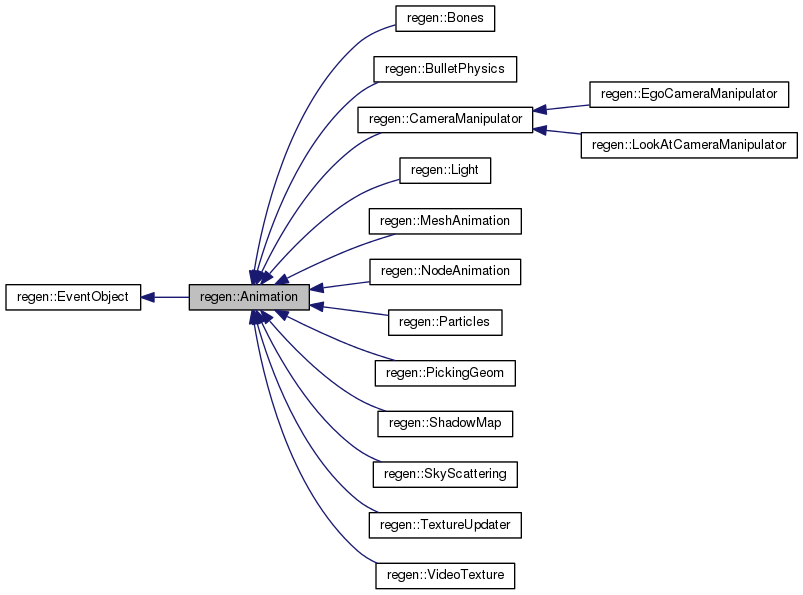 regen::Bones
regen::BulletPhysics
regen::EgoCameraManipulator
regen::CameraManipulator
regen::LookAtCameraManipulator
regen::Light
regen::MeshAnimation
regen::NodeAnimation
regen::EventObject
regen::Animation
regen::Particles
regen::PickingGeom
regen::ShadowMap
regen::SkyScattering
regen::TextureUpdater
regen::VideoTexture